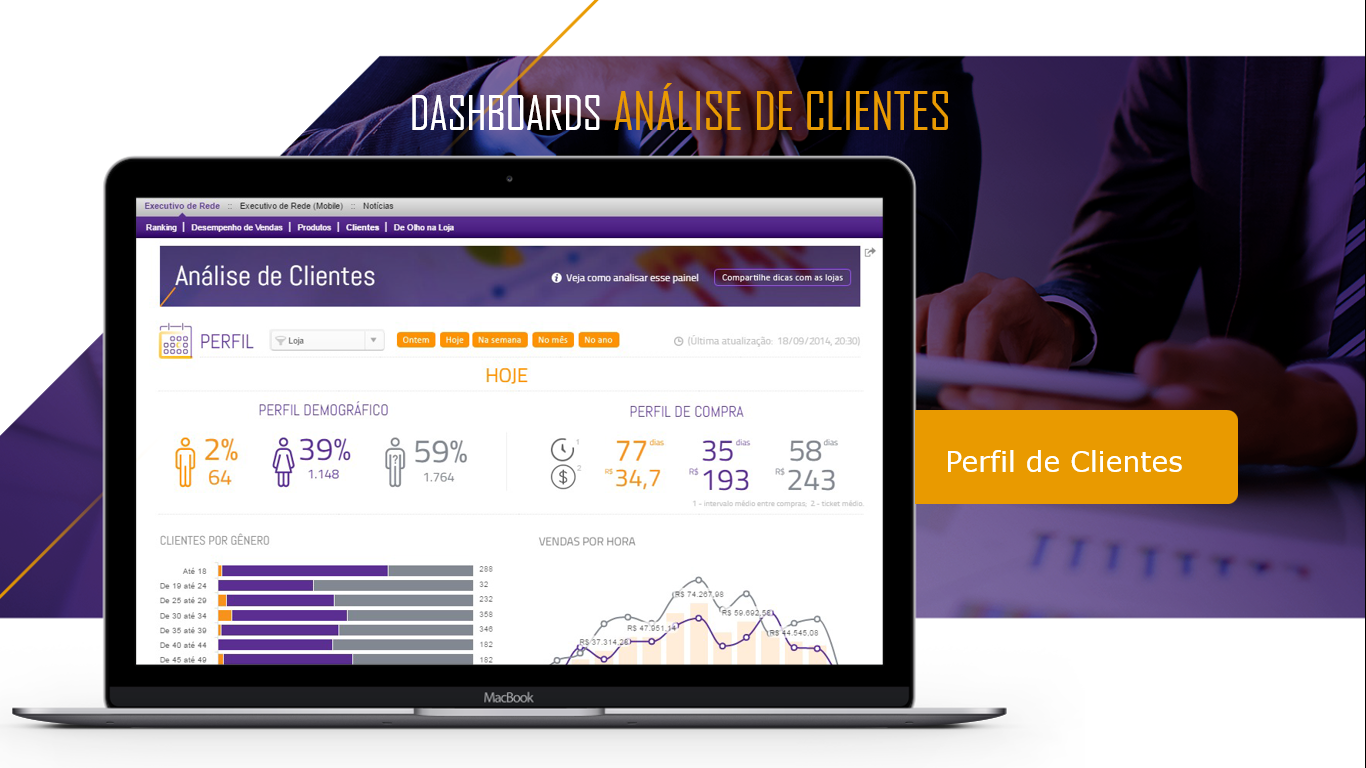 DASHBOARDS ANÁLISE DE CLIENTES
Executivo de Rede :: Executivo de Rede (Mobile) :: Notícias
Ranking | Desempenho de Vendas | Produtos | Clientes | De Olho na Loja
Análise de Clientes
Veja como analisar esse painel
Compartilhe dicas com as lojas
PERFIL
Loja
Ontem
Hoje
Na semana
No mês
No ano
(Última atualização: 18/09/2014, 20:30)
HOJE
PERFIL DEMOGRÁFICO
2%
64
39%
1.148
?
59%
1.764
PERFIL DE COMPRA
1
77 dias
35 dias
58 dias
$ 2
R$ 34,7
R$ 193
R$ 243
1 - intervalo médio entre compras; 2 - ticket médio.
Perfil de Clientes
CLIENTES POR GÊNERO
Até 18 288
De 19 até 24 32
De 25 até 29 232
De 30 até 34 358
De 35 até 39 346
De 40 até 44 182
De 45 até 49 182
VENDAS POR HORA
(R$ 74.267,98
R$ 59.692,58)
R$ 47.951,14
(R$ 44.545,08
R$ 37.314,28)
MacBook